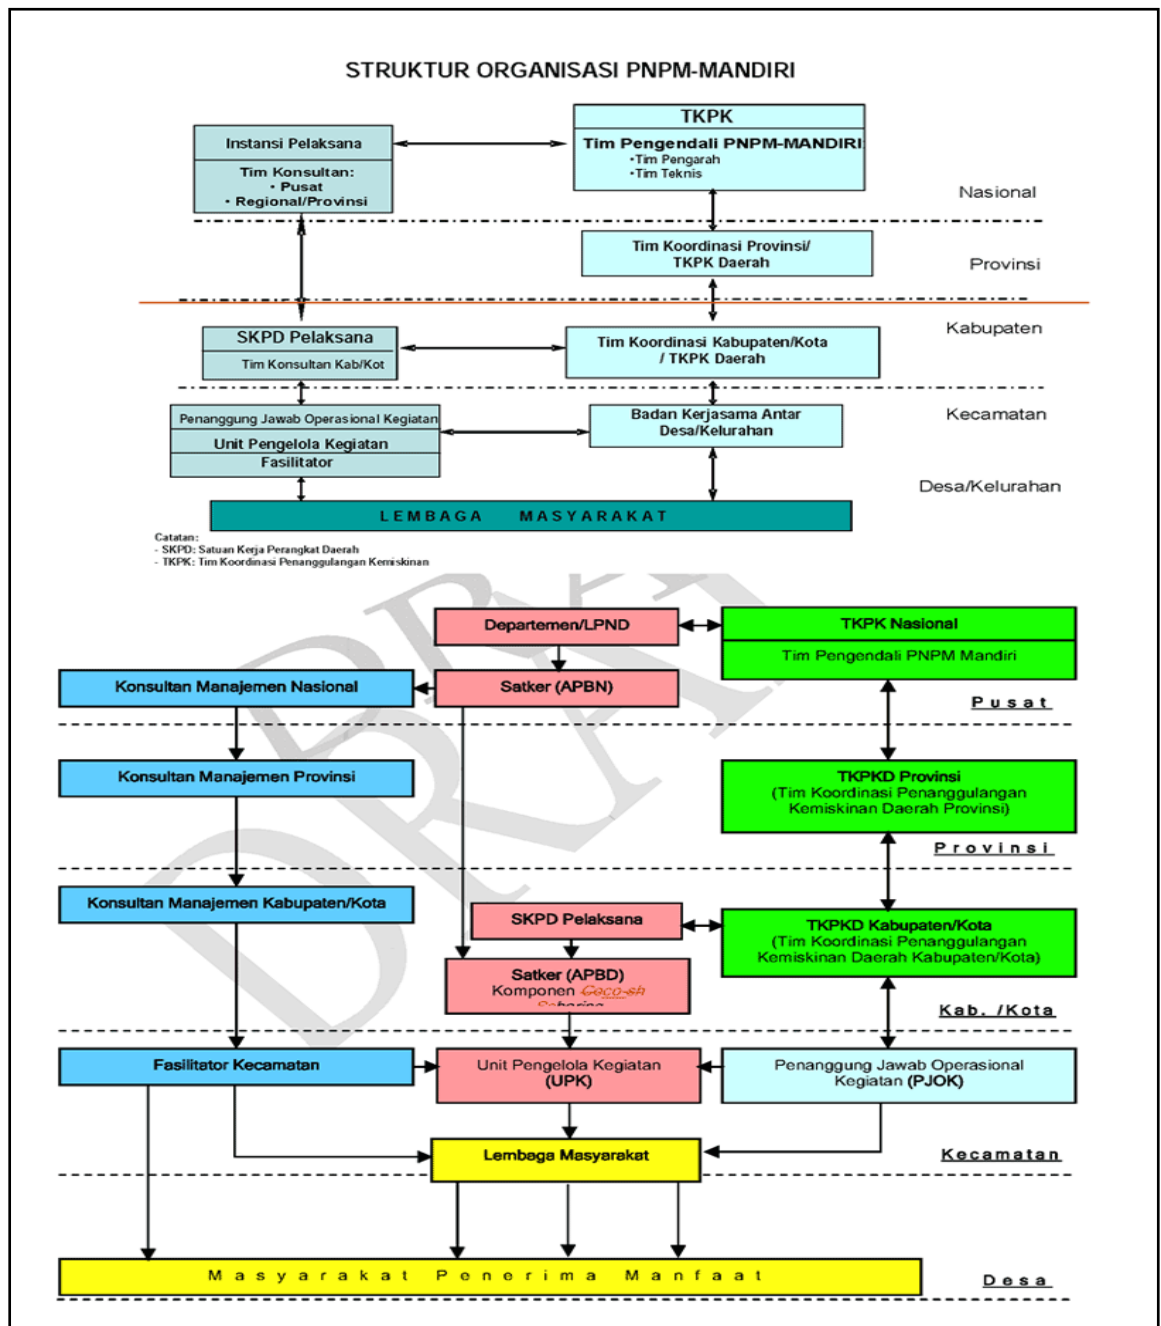 STRUKTUR ORGANISASI PNPM-MANDIRI
Instansi Pelaksana
Tim Konsultan:
• Pusat
• Regional/Provinsi
TKPK
Tim Pengendali PNPM-MANDIRI:
•Tim Pengarah
•Tim Teknis
Nasional
Tim Koordinasi Provinsi/
TKPK Daerah
Provinsi
SKPD Pelaksana
Tim Konsultan Kab/Kot
Tim Koordinasi Kabupaten/Kota
/ TKPK Daerah
Kabupaten
Penanggung Jawab Operasional Kegiatan
Unit Pengelola Kegiatan
Fasilitator
Badan Kerjasama Antar
Desa/Kelurahan
Kecamatan
Desa/Kelurahan
LEMBAGA MASYARAKAT
Catatan:
- SKPD: Satuan Kerja Perangkat Daerah
- TKPK: Tim Koordinasi Penanggulangan Kemiskinan
DRAF
Departemen/LPND
TKPK Nasional
Tim Pengendali PNPM Mandiri
Konsultan Manajemen Nasional
Satker (APBN)
Pusat
Konsultan Manajemen Provinsi
TKPKD Provinsi
(Tim Koordinasi Penanggulangan
Kemiskinan Daerah Provinsi)
Provinsi
Konsultan Manajemen Kabupaten/Kota
SKPD Pelaksana
TKPKD Kabupaten/Kota
(Tim Koordinasi Penanggulangan
Kemiskinan Daerah Kabupaten/Kota)
Satker (APBD)
Komponen
Kab. /Kota
Fasilitator Kecamatan
Unit Pengelola Kegiatan
(UPK)
Penanggung Jawab Operasional
Kegiatan (PJOK)
Lembaga Masyarakat
Kecamatan
Masyarakat Penerima Manfaat
Desa